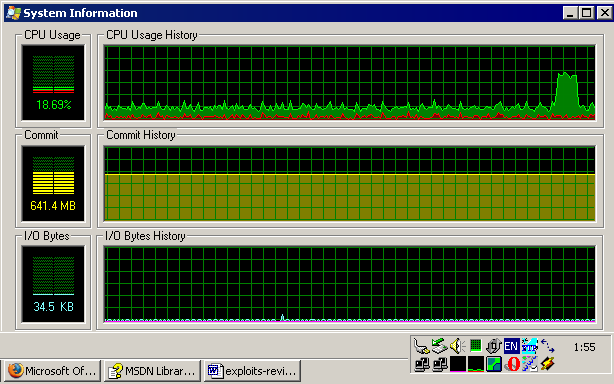 System Information
CPU Usage
CPU Usage History
18.69%
Commit
Commit History
641.4 MB
I/O Bytes
I/O Bytes History
34.5 KB
EN
1:55
Microsoft Of...
MSDN Librar...
exploits-revi...